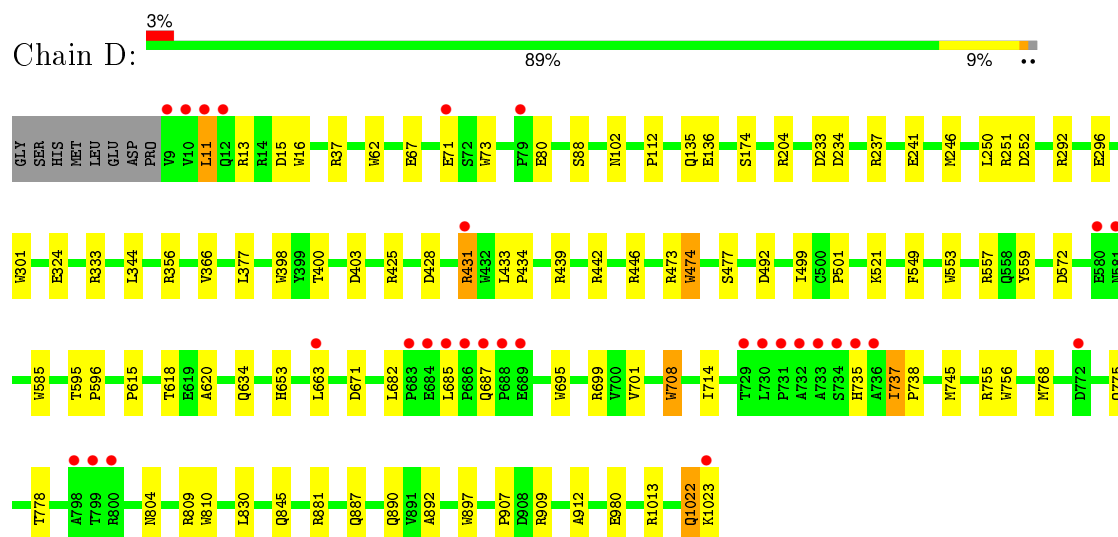 3%
Chain D:
89% 9% • •
GLY SER HIS MET LEU GLU ASP PRO V9 V10 L11 Q12 R13 R14 D15 W16 R37 W62 E67 E71 S72 W73 P79 E80 S88 N102 P112 Q135 E136 S174 R204 D233 D234 R237 E241 M246 L250 R251 D252 R292 E296
W301 E324 R333 L344 R356 V366 L377 W398 Y399 T400 D403 R425 D428 R431 W432 L433 P434 R439 R442 R446 R473 W474 S477 D492 I499 C500 P501 K521 F549 W553 R557 Q558 Y559 D572 E580 N581
W585 T595 P596 P615 T618 E619 A620 Q634 H653 L663 D671 L682 P683 E684 L685 P686 Q687 P688 E689 W695 R699 V700 V701 W708 I714 T729 L730 P731 A732 A733 S734 H735 A736 I737 P738 M745 R755 W756 M768 D772 Q775
T778 A798 T799 R800 N804 R809 W810 L830 Q845 R881 Q887 Q890 V891 A892 W897 P907 D908 R909 A912 E980 R1013 Q1022 K1023